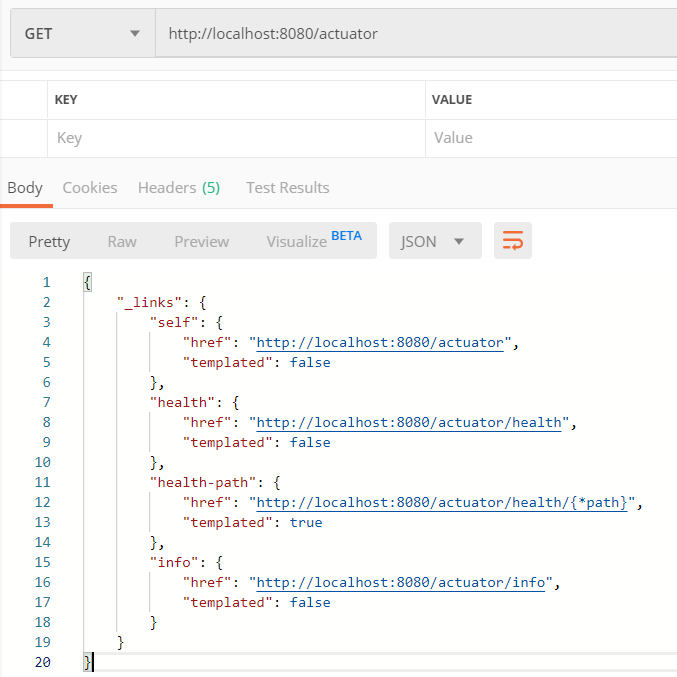 GET http://localhost:8080/actuator
KEY VALUE
Key Value
Body Cookies Headers (5) Test Results
Pretty Raw Preview Visualize BETA JSON
1 {
2 "_links": {
3 "self": {
4 "href": "http://localhost:8080/actuator",
5 "templated": false
6 },
7 "health": {
8 "href": "http://localhost:8080/actuator/health",
9 "templated": false
10 },
11 "health-path": {
12 "href": "http://localhost:8080/actuator/health/{*path}",
13 "templated": true
14 },
15 "info": {
16 "href": "http://localhost:8080/actuator/info",
17 "templated": false
18 }
19 }
20 }